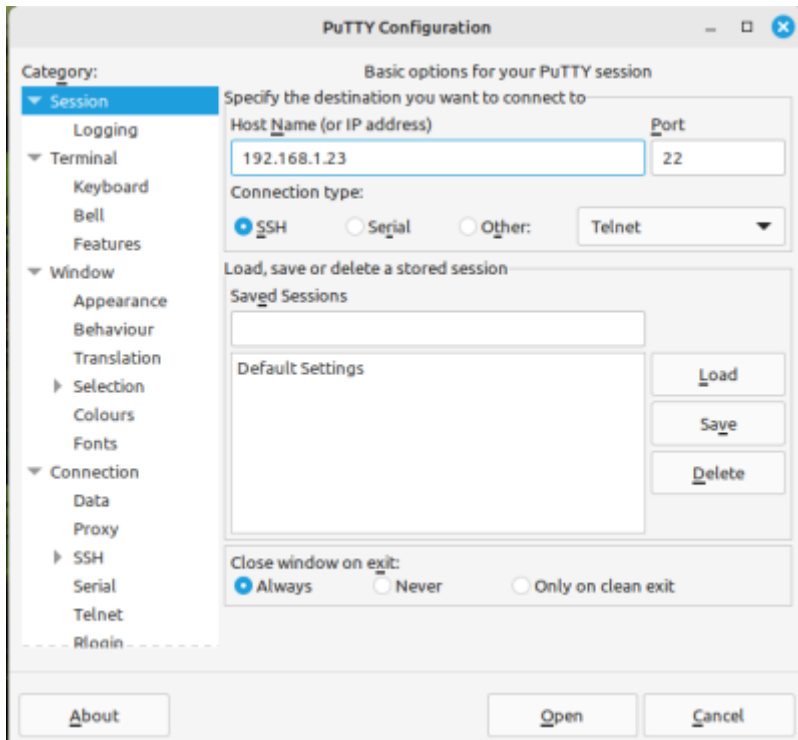 PuTTY Configuration
Category:
Session
Logging
Terminal
Keyboard
Bell
Features
Window
Appearance
Behaviour
Translation
Selection
Colours
Fonts
Connection
Data
Proxy
SSH
Serial
Telnet
Rlogin
Basic options for your PuTTY session
Specify the destination you want to connect to
Host Name (or IP address) Port
192.168.1.23 22
Connection type:
SSH Serial Other: Telnet
Load, save or delete a stored session
Saved Sessions
Default Settings
Load
Save
Delete
Close window on exit:
Always Never Only on clean exit
About Open Cancel